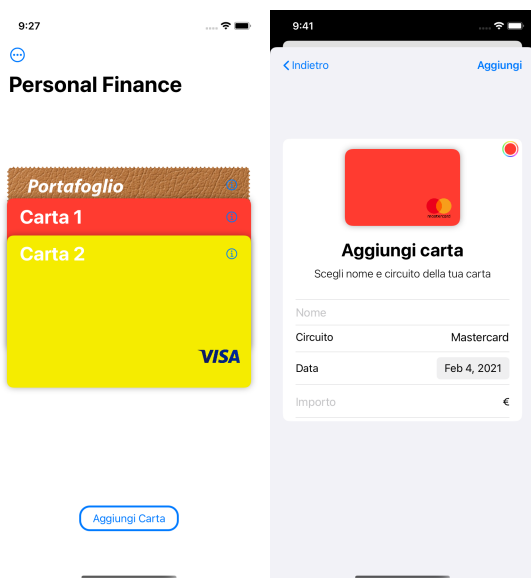 9:27
Personal Finance
Portafoglio
Carta 1
Carta 2
VISA
Aggiungi Carta
9:41
Indietro
Aggiungi
mastercard
Aggiungi carta
Scegli nome e circuito della tua carta
Nome
Circuito
Mastercard
Data
Feb 4, 2021
Importo
€